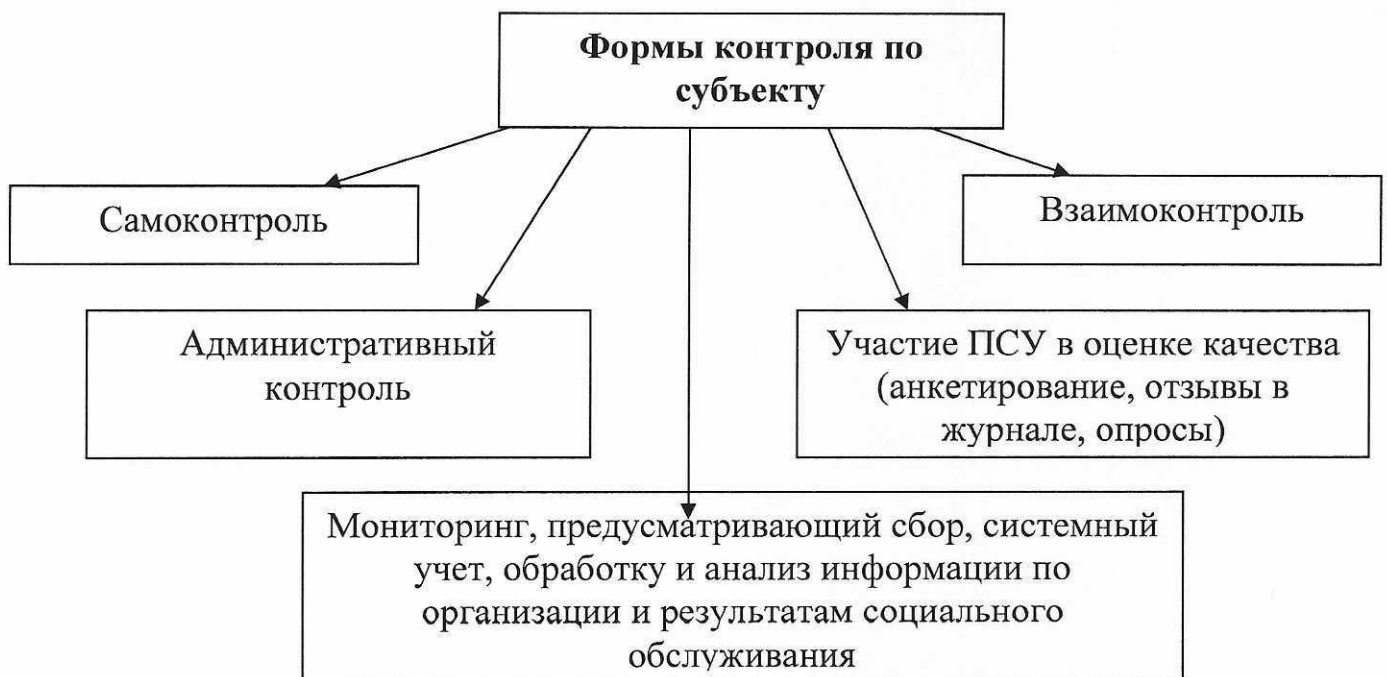 Формы контроля по
субъекту
Самоконтроль
Взаимоконтроль
Административный
контроль
Участие ПСУ в оценке качества
(анкетирование, отзывы в
журнале, опросы)
Мониторинг, предусматривающий сбор, системный
учет, обработку и анализ информации по
организации и результатам социального
обслуживания